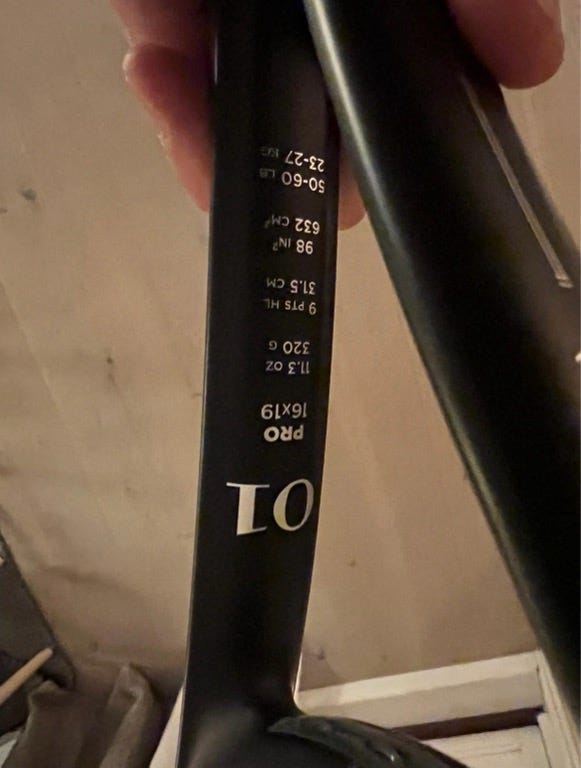 01
PRO
16x19
11.3 OZ
320 G
9 PTS HL
31.5 CM
98 IN²
632 CM²
50-60 LB
23-27 KG